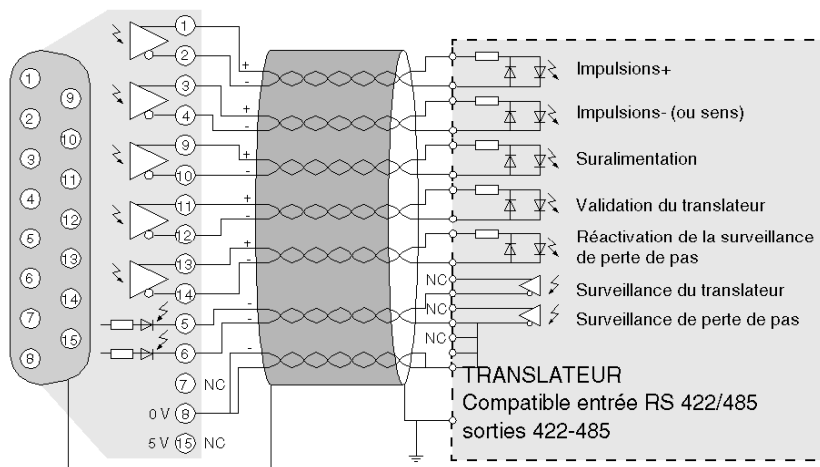 1
2
3
4
5
6
7
8
9
10
11
12
13
14
15
1
2
3
4
9
10
11
12
13
14
5
6
7 NC
0 V 8
5 V 15 NC
+
-
+
-
+
-
+
-
+
-
-
-
-
Impulsions+
Impulsions- (ou sens)
Suralimentation
Validation du translateur
Réactivation de la surveillance
de perte de pas
NC
Surveillance du translateur
NC
Surveillance de perte de pas
NC
TRANSLATEUR
Compatible entrée RS 422/485
sorties 422-485